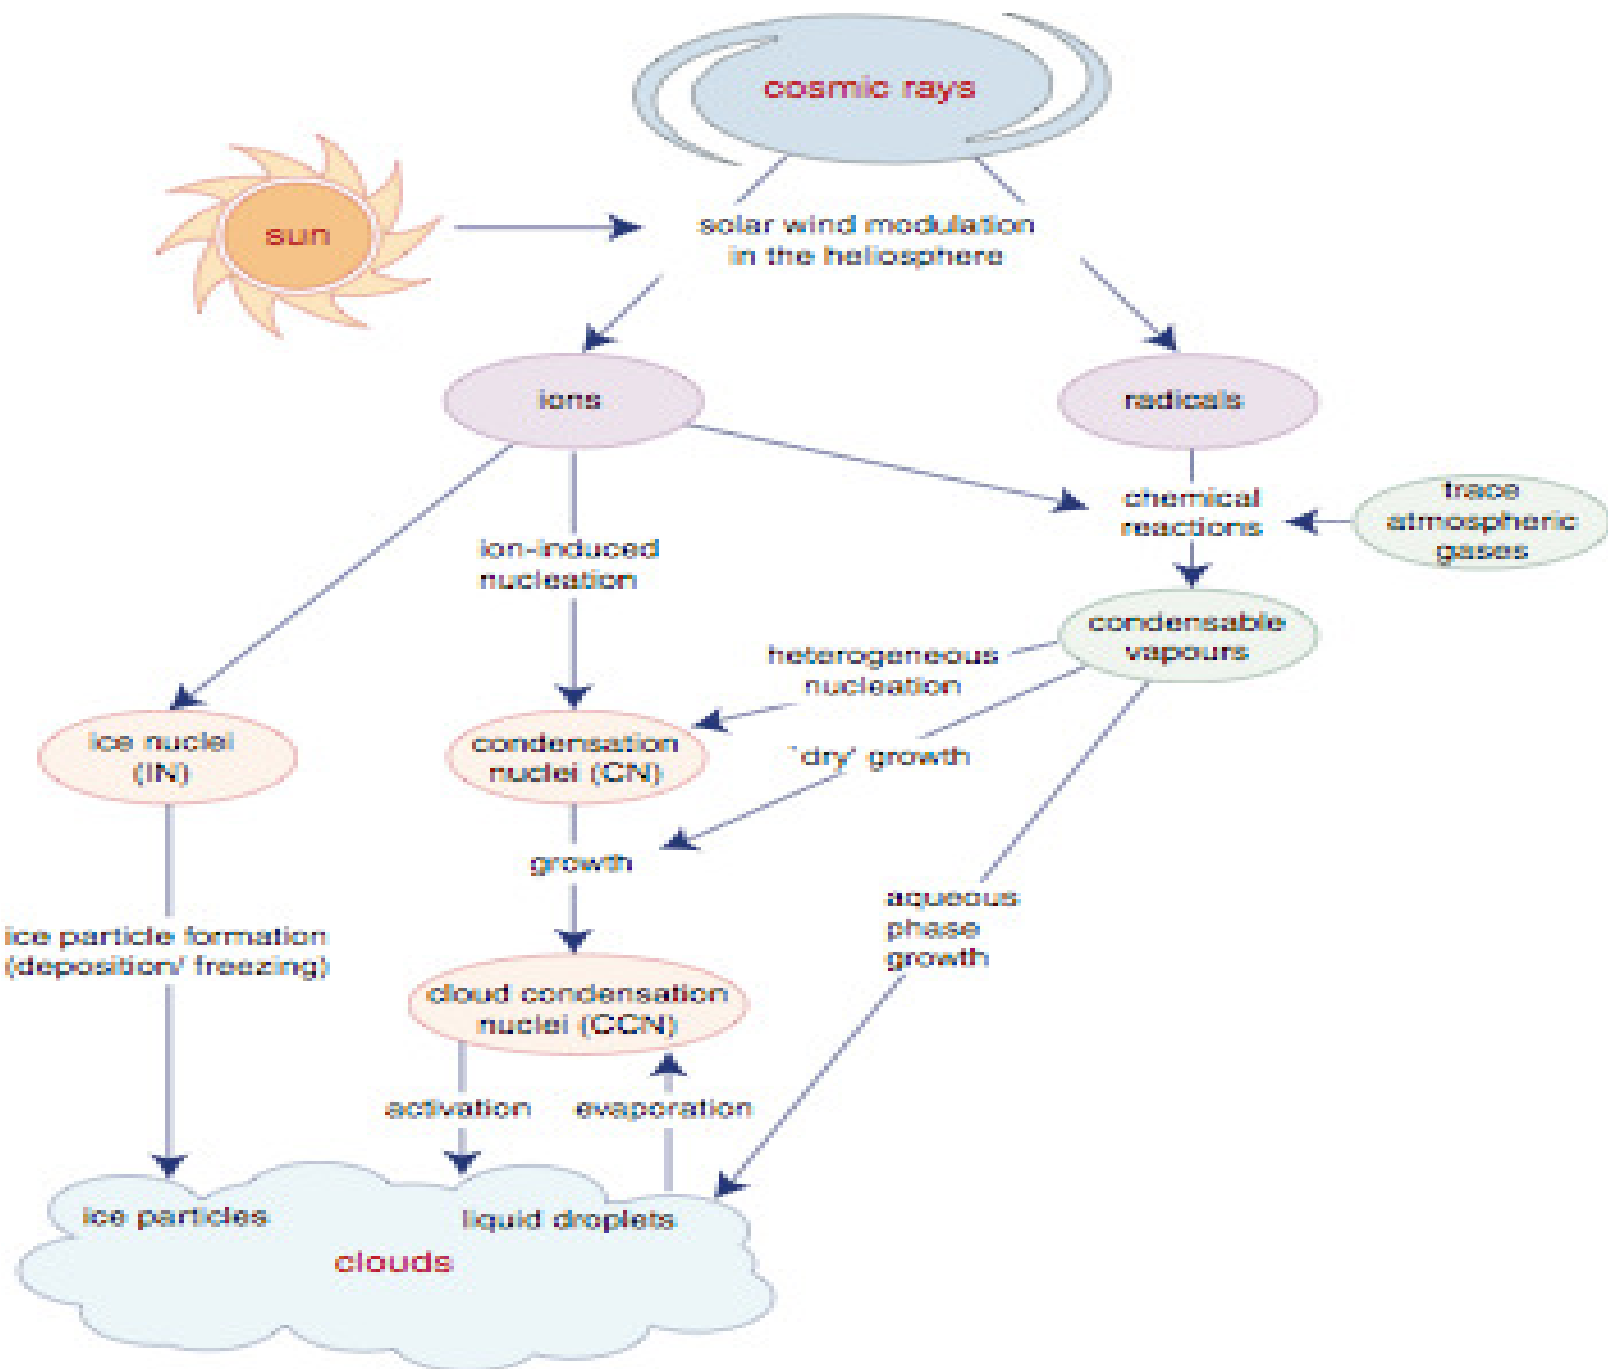 cosmic rays
sun
solar wind modulation
in the heliosphere
ions
radicals
chemical
reactions
trace
atmospheric
gases
ion-induced
nucleation
condensable
vapours
heterogeneous
nucleation
ice nuclei
(IN)
condensation
nuclei (CN)
`dry' growth
growth
aqueous
phase
growth
ice particle formation
(deposition/ freezing)
cloud condensation
nuclei (CCN)
activation
evaporation
ice particles
liquid droplets
clouds